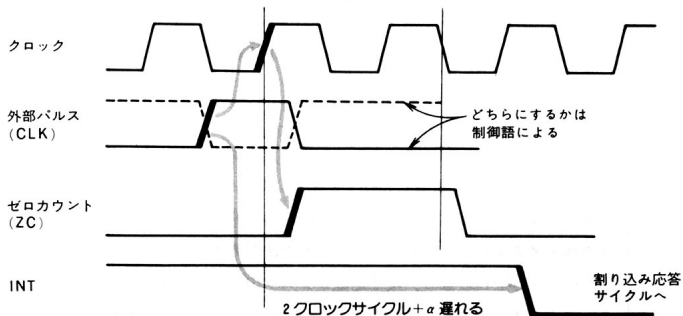 クロック
外部パルス
(CLK)
どちらにするかは
制御語による
ゼロカウント
(ZC)
INT
割り込み応答
サイクルへ
2クロックサイクル+α遅れる